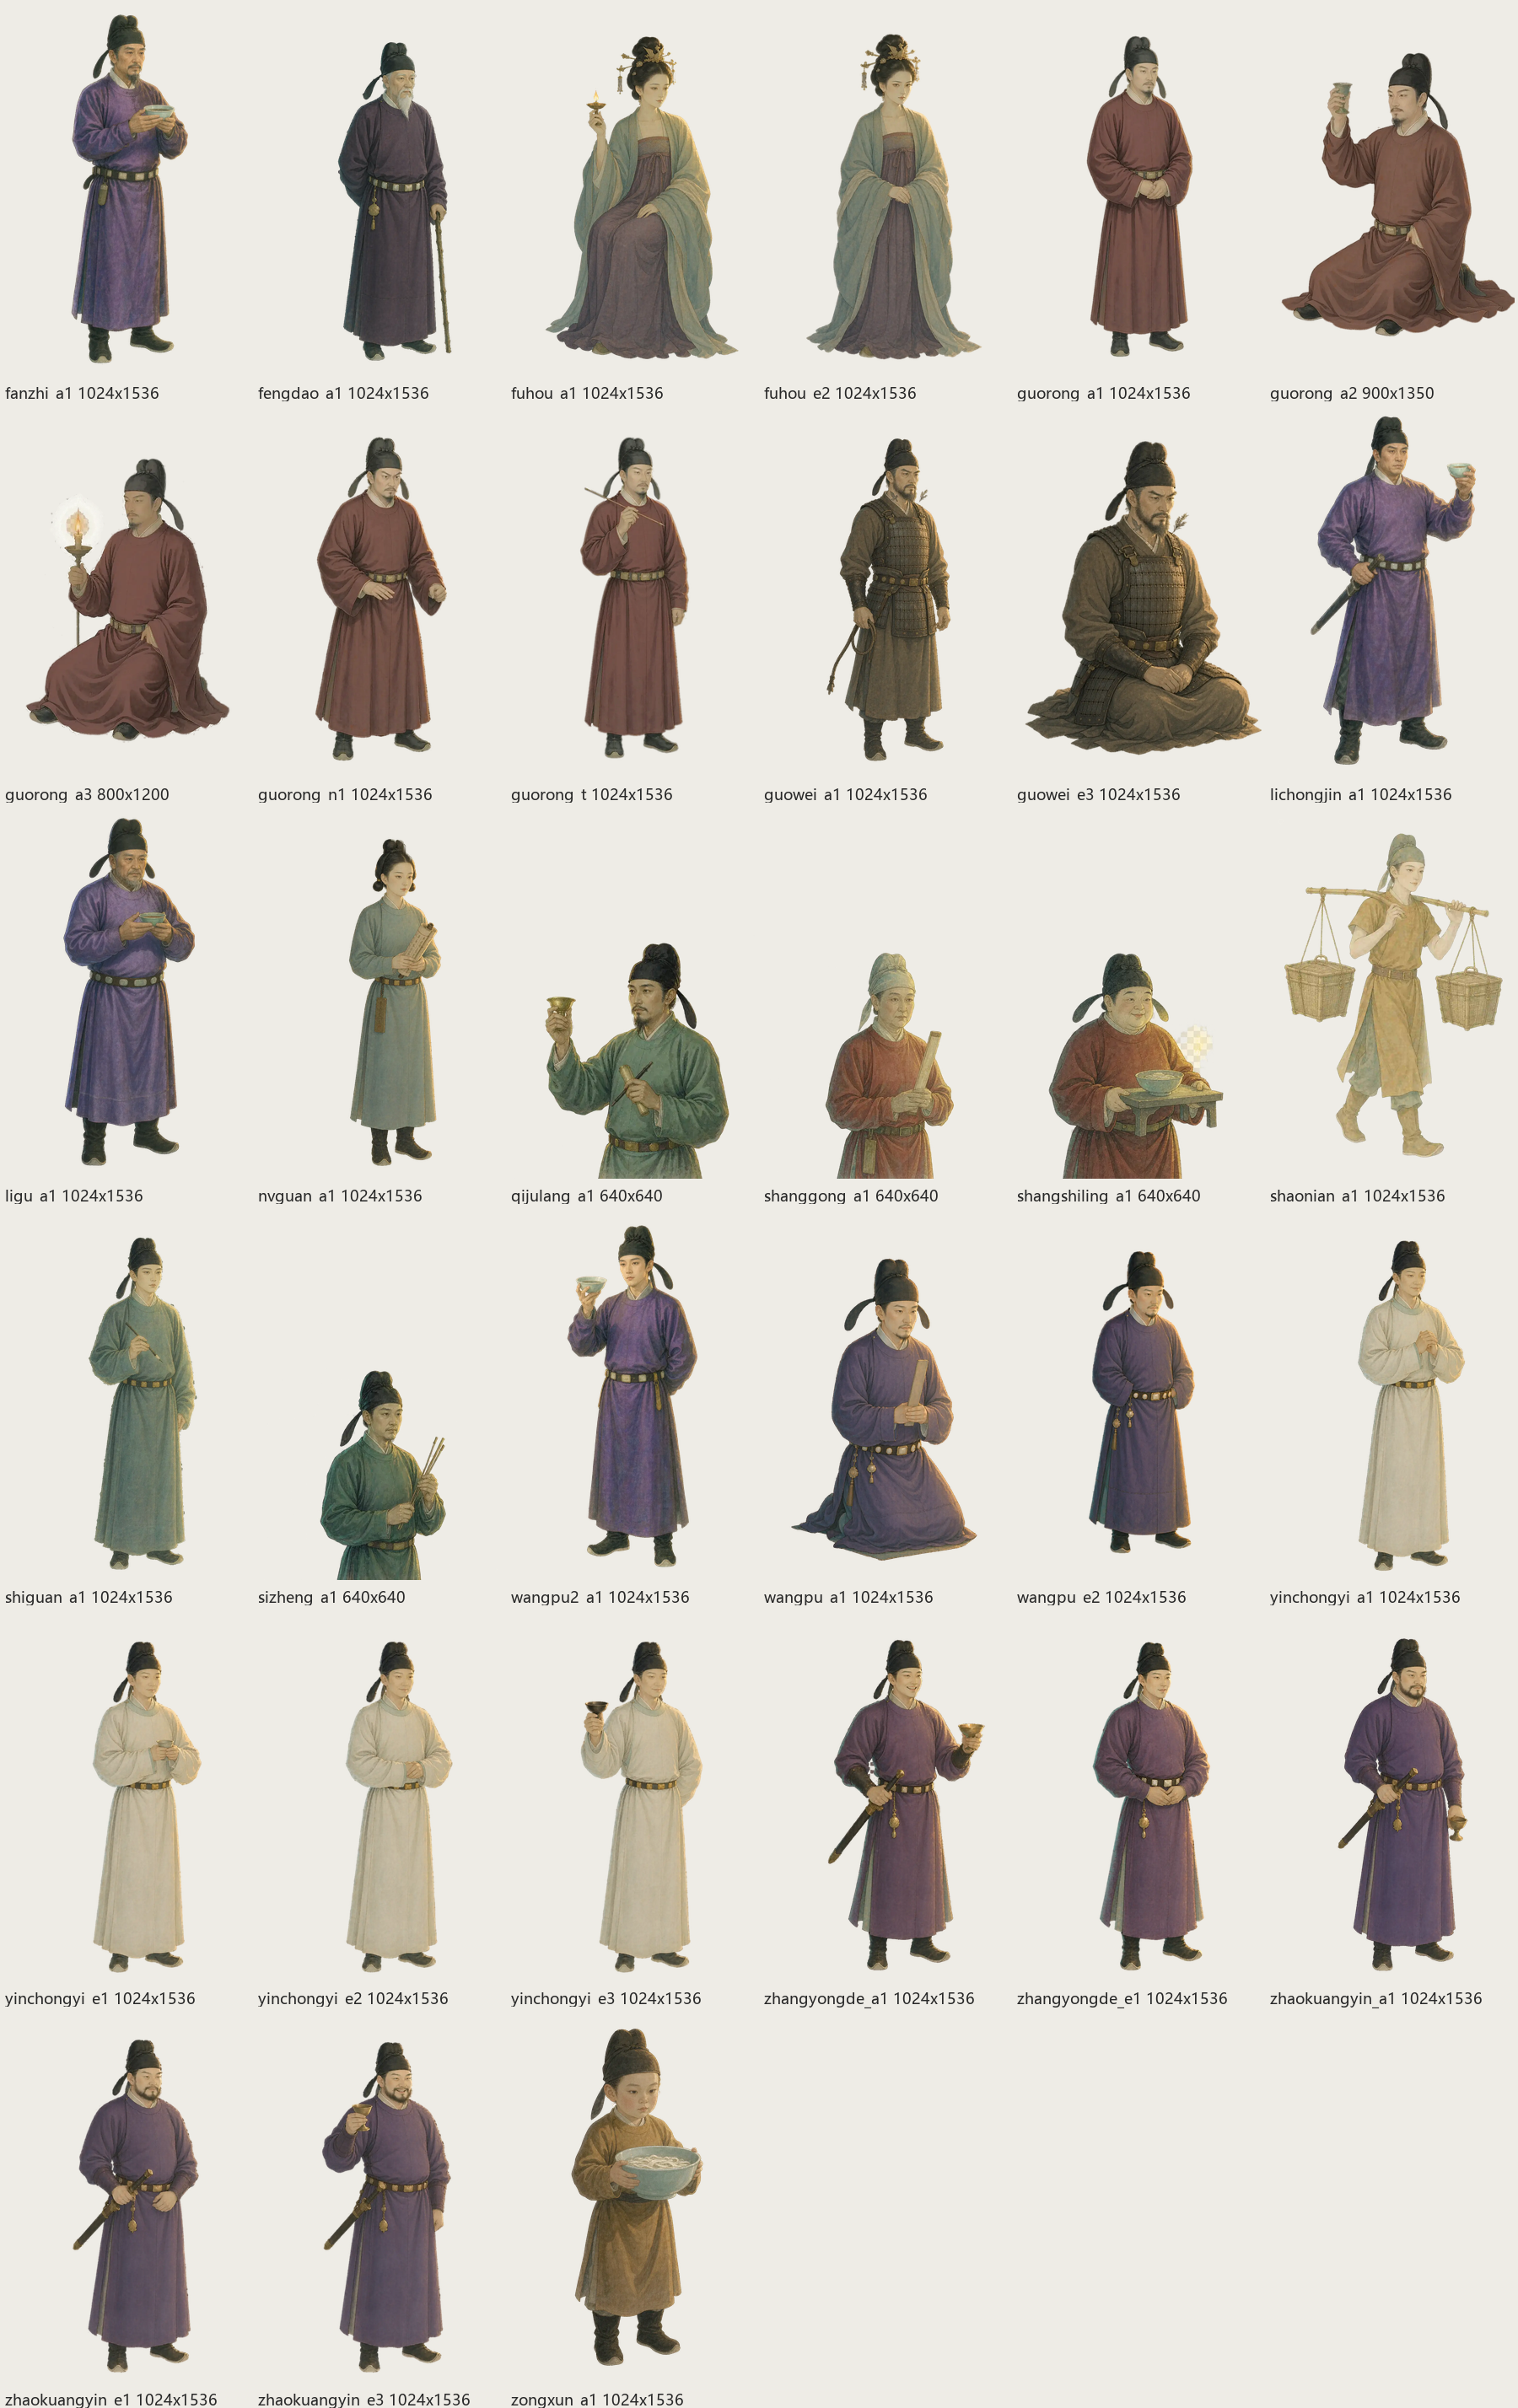 fanzhi a1 1024x1536
fengdao a1 1024x1536
fuhou a1 1024x1536
fuhou e2 1024x1536
guorong a1 1024x1536
guorong a2 900x1350
guorong a3 800x1200
guorong n1 1024x1536
guorong t 1024x1536
guowei a1 1024x1536
guowei e3 1024x1536
lichongjin a1 1024x1536
ligu a1 1024x1536
nvguan a1 1024x1536
qijulang a1 640x640
shanggong a1 640x640
shangshiling a1 640x640
shaonian a1 1024x1536
shiguan a1 1024x1536
sizheng a1 640x640
wangpu2 a1 1024x1536
wangpu a1 1024x1536
wangpu e2 1024x1536
yinchongyi a1 1024x1536
yinchongyi e1 1024x1536
yinchongyi e2 1024x1536
yinchongyi e3 1024x1536
zhangyongde_a1 1024x1536
zhangyongde_e1 1024x1536
zhaokuangyin_a1 1024x1536
zhaokuangyin e1 1024x1536
zhaokuangyin e3 1024x1536
zongxun a1 1024x1536